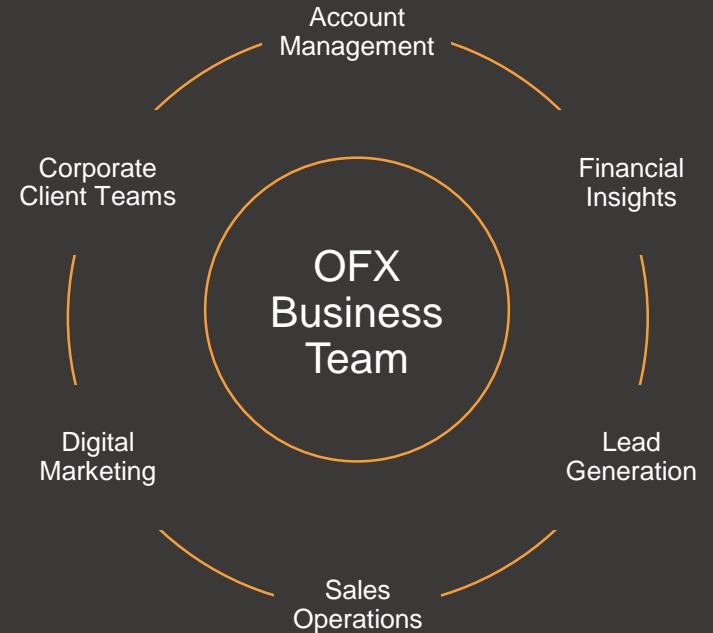 Account
Management
Corporate
Client Teams
Financial
Insights
OFX
Business
Team
Digital
Marketing
Lead
Generation
Sales
Operations